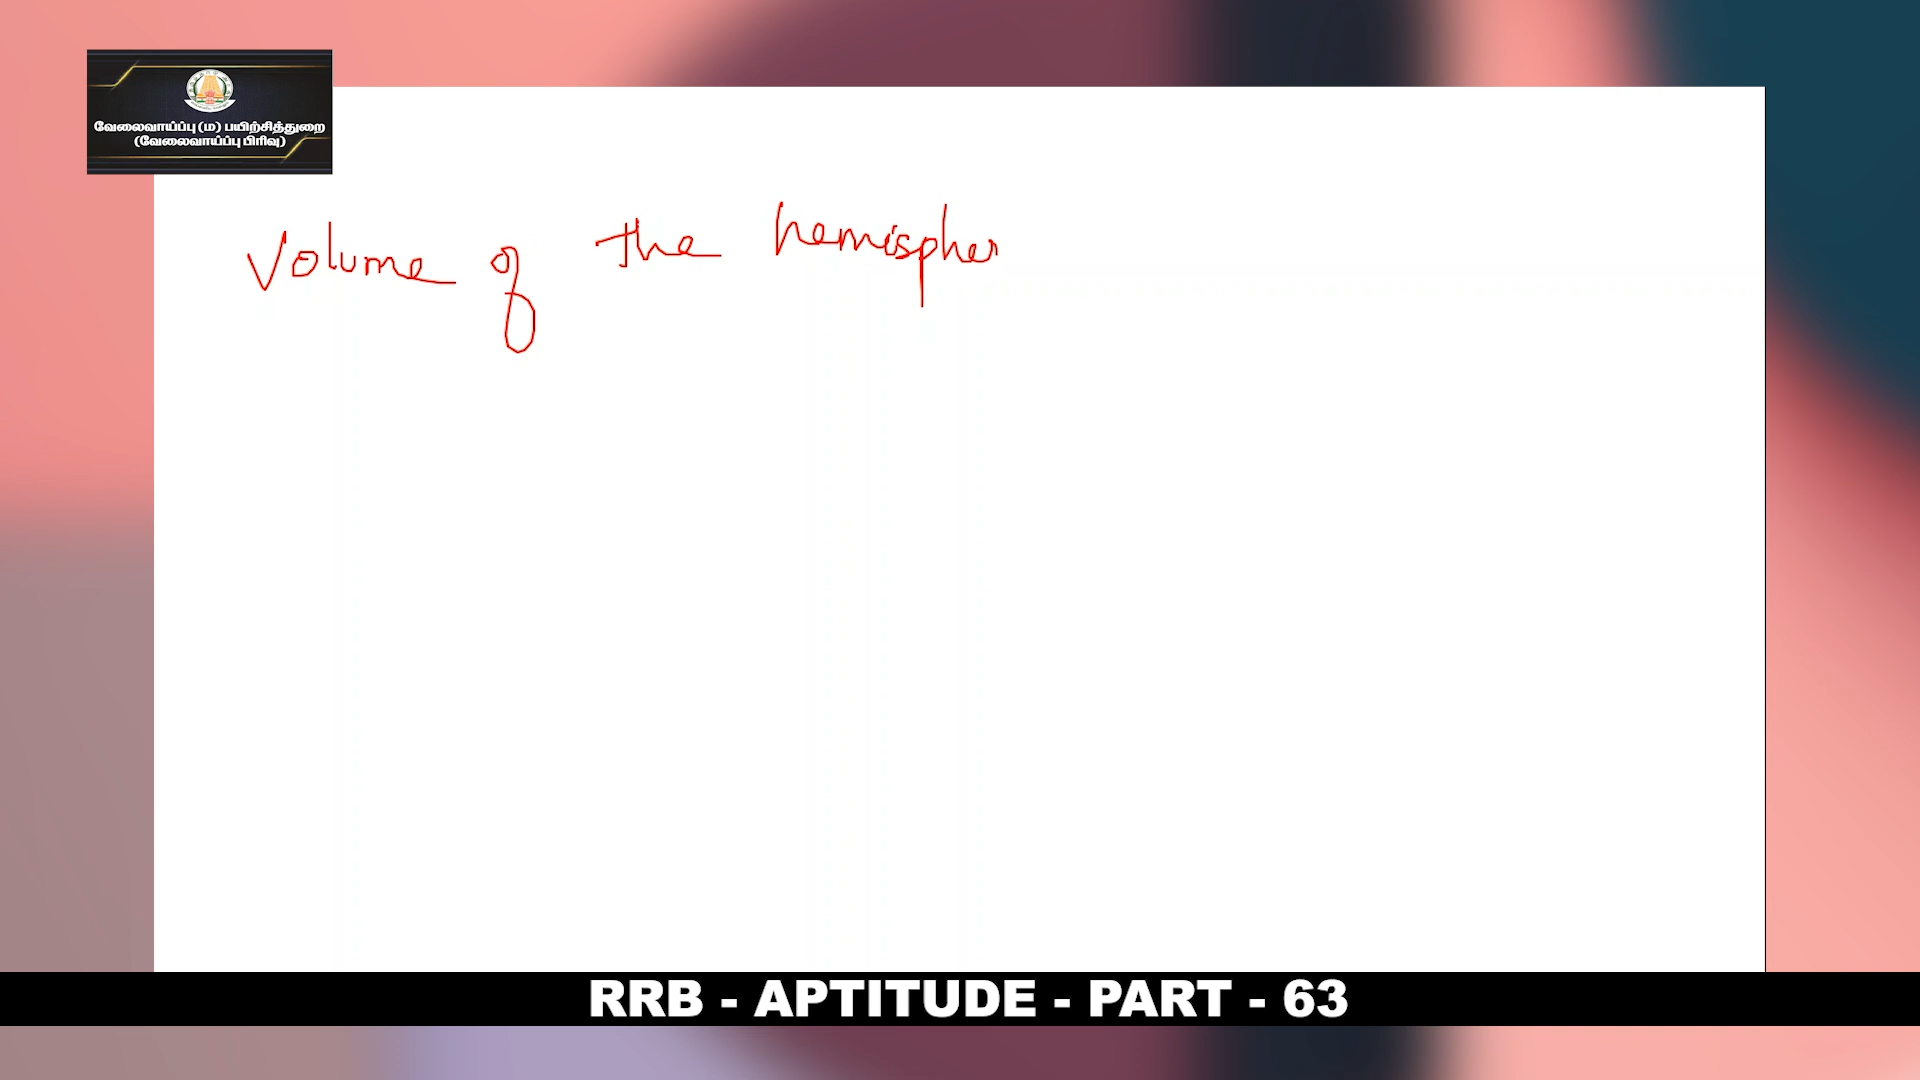 வேலைவாய்ப்பு (ம) பயிற்சித்துறை
(வேலைவாய்ப்பு பிரிவு)
Volume of the hemispher
RRB - APTITUDE - PART - 63